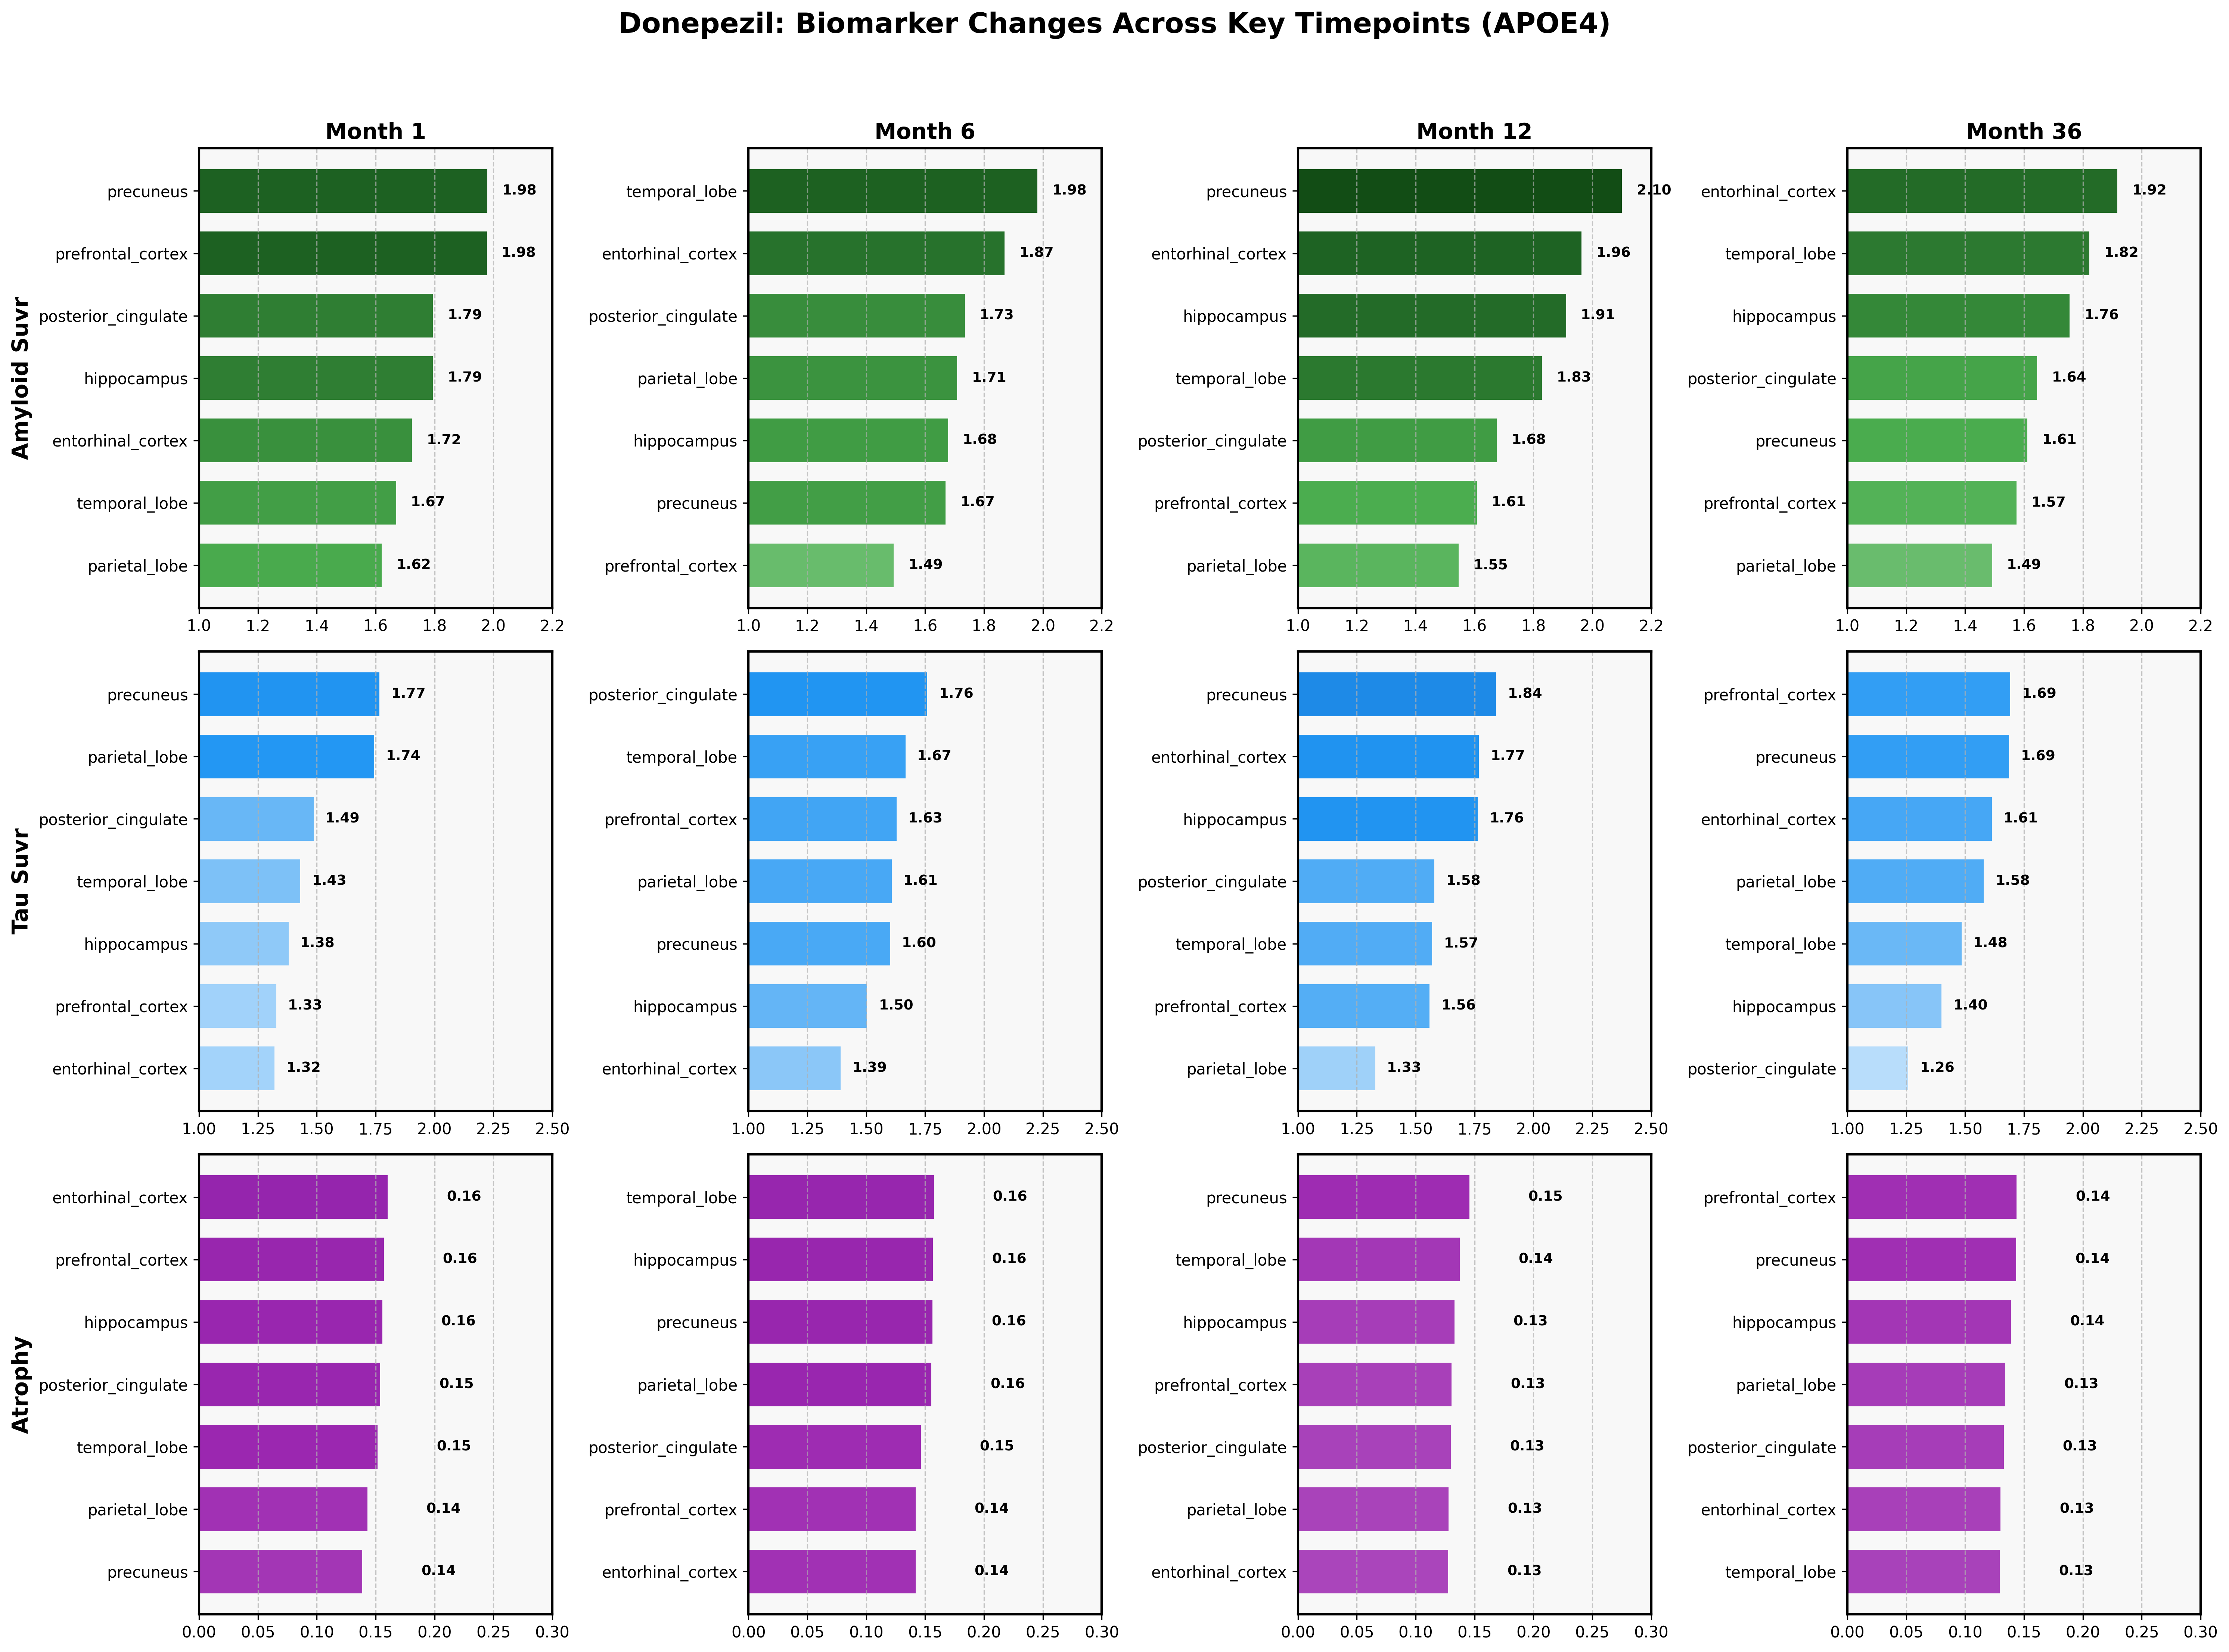 Donepezil: Biomarker Changes Across Key Timepoints (APOE4)
Month 1
Amyloid Suvr
precuneus 1.98
prefrontal_cortex 1.98
posterior_cingulate 1.79
hippocampus 1.79
entorhinal_cortex 1.72
temporal_lobe 1.67
parietal_lobe 1.62
1.0 1.2 1.4 1.6 1.8 2.0 2.2
Month 6
temporal_lobe 1.98
entorhinal_cortex 1.87
posterior_cingulate 1.73
parietal_lobe 1.71
hippocampus 1.68
precuneus 1.67
prefrontal_cortex 1.49
1.0 1.2 1.4 1.6 1.8 2.0 2.2
Month 12
precuneus 2.10
entorhinal_cortex 1.96
hippocampus 1.91
temporal_lobe 1.83
posterior_cingulate 1.68
prefrontal_cortex 1.61
parietal_lobe 1.55
1.0 1.2 1.4 1.6 1.8 2.0 2.2
Month 36
entorhinal_cortex 1.92
temporal_lobe 1.82
hippocampus 1.76
posterior_cingulate 1.64
precuneus 1.61
prefrontal_cortex 1.57
parietal_lobe 1.49
1.0 1.2 1.4 1.6 1.8 2.0 2.2
Tau Suvr
precuneus 1.77
parietal_lobe 1.74
posterior_cingulate 1.49
temporal_lobe 1.43
hippocampus 1.38
prefrontal_cortex 1.33
entorhinal_cortex 1.32
1.00 1.25 1.50 1.75 2.00 2.25 2.50
posterior_cingulate 1.76
temporal_lobe 1.67
prefrontal_cortex 1.63
parietal_lobe 1.61
precuneus 1.60
hippocampus 1.50
entorhinal_cortex 1.39
1.00 1.25 1.50 1.75 2.00 2.25 2.50
precuneus 1.84
entorhinal_cortex 1.77
hippocampus 1.76
posterior_cingulate 1.58
temporal_lobe 1.57
prefrontal_cortex 1.56
parietal_lobe 1.33
1.00 1.25 1.50 1.75 2.00 2.25 2.50
prefrontal_cortex 1.69
precuneus 1.69
entorhinal_cortex 1.61
parietal_lobe 1.58
temporal_lobe 1.48
hippocampus 1.40
posterior_cingulate 1.26
1.00 1.25 1.50 1.75 2.00 2.25 2.50
Atrophy
entorhinal_cortex 0.16
prefrontal_cortex 0.16
hippocampus 0.16
posterior_cingulate 0.15
temporal_lobe 0.15
parietal_lobe 0.14
precuneus 0.14
0.00 0.05 0.10 0.15 0.20 0.25 0.30
temporal_lobe 0.16
hippocampus 0.16
precuneus 0.16
parietal_lobe 0.16
posterior_cingulate 0.15
prefrontal_cortex 0.14
entorhinal_cortex 0.14
0.00 0.05 0.10 0.15 0.20 0.25 0.30
precuneus 0.15
temporal_lobe 0.14
hippocampus 0.13
prefrontal_cortex 0.13
posterior_cingulate 0.13
parietal_lobe 0.13
entorhinal_cortex 0.13
0.00 0.05 0.10 0.15 0.20 0.25 0.30
prefrontal_cortex 0.14
precuneus 0.14
hippocampus 0.14
parietal_lobe 0.13
posterior_cingulate 0.13
entorhinal_cortex 0.13
temporal_lobe 0.13
0.00 0.05 0.10 0.15 0.20 0.25 0.30